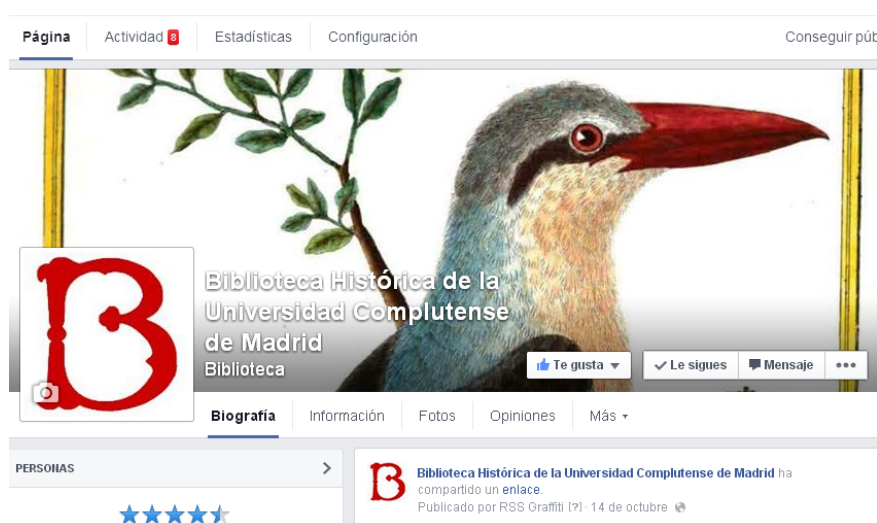 Página Actividad 8 Estadísticas Configuración Conseguir púb
Biblioteca Histórica de la
Universidad Complutense
de Madrid
Biblioteca
Te gusta Le sigues Mensaje
B
Biografía Información Fotos Opiniones Más
PERSONAS
B
Biblioteca Histórica de la Universidad Complutense de Madrid ha
compartido un enlace.
Publicado por RSS Graffiti [?] · 14 de octubre